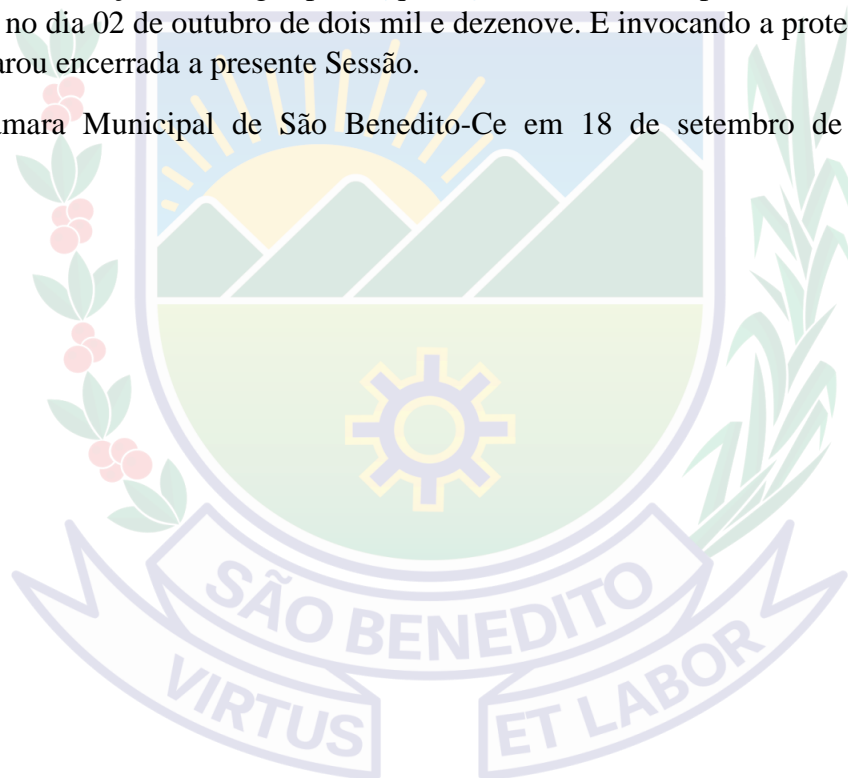 no dia 02 de outubro de dois mil e dezenove. E invocando a prote
arou encerrada a presente Sessão.
mara Municipal de São Benedito-Ce em 18 de setembro de
SÃO BENEDITO
VIRTUS ET LABOR